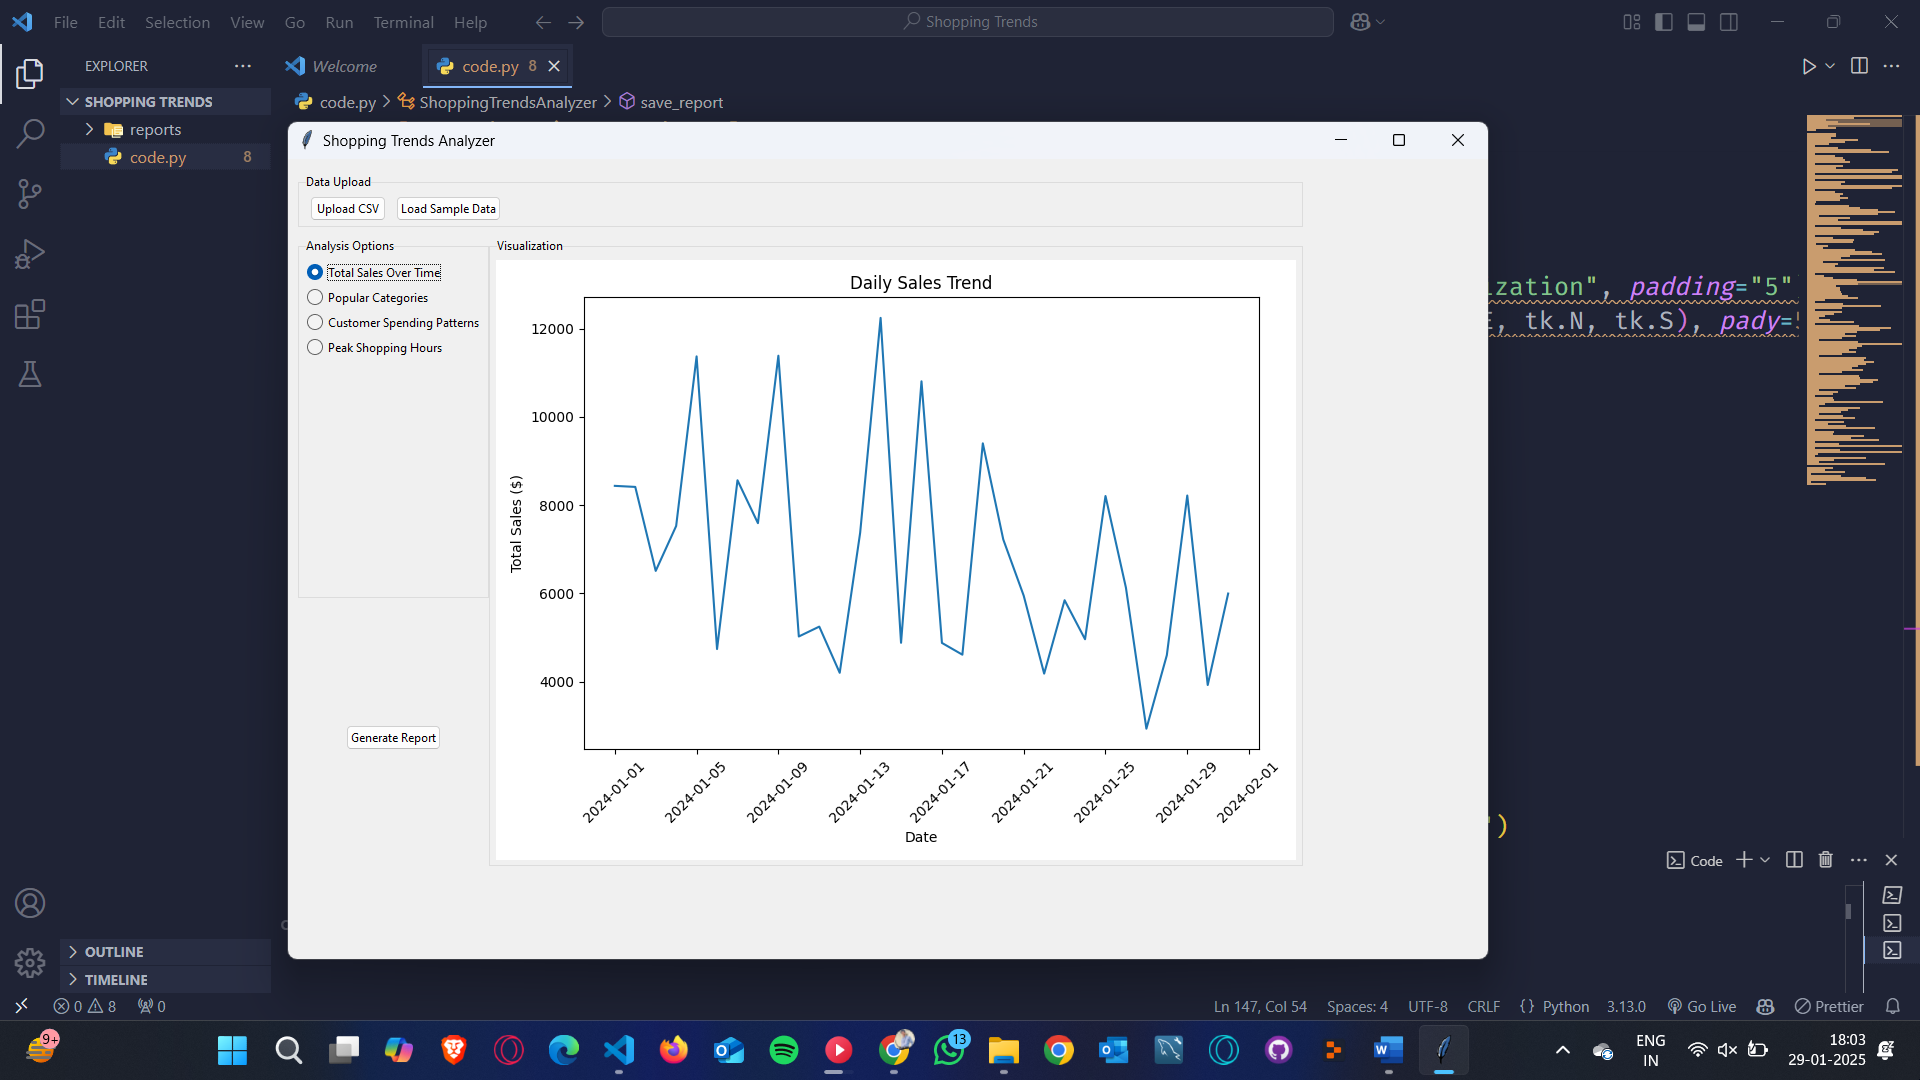 File Edit Selection View Go Run Terminal Help
Shopping Trends
EXPLORER
Welcome
code.py 8
SHOPPING TRENDS
reports
code.py 8
code.py > ShoppingTrendsAnalyzer > save_report
Shopping Trends Analyzer
Data Upload
Upload CSV
Load Sample Data
Analysis Options
Total Sales Over Time
Popular Categories
Customer Spending Patterns
Peak Shopping Hours
Generate Report
Visualization
Daily Sales Trend
Total Sales ($)
12000
10000
8000
6000
4000
2024-01-01
2024-01-05
2024-01-09
2024-01-13
2024-01-17
2024-01-21
2024-01-25
2024-01-29
2024-02-01
Date
ization", padding="5"
, tk.N, tk.S), pady=
')
Code
OUTLINE
TIMELINE
0 8 0
Ln 147, Col 54 Spaces: 4 UTF-8 CRLF {} Python 3.13.0 Go Live Prettier
9+
13
ENG
IN
18:03
29-01-2025